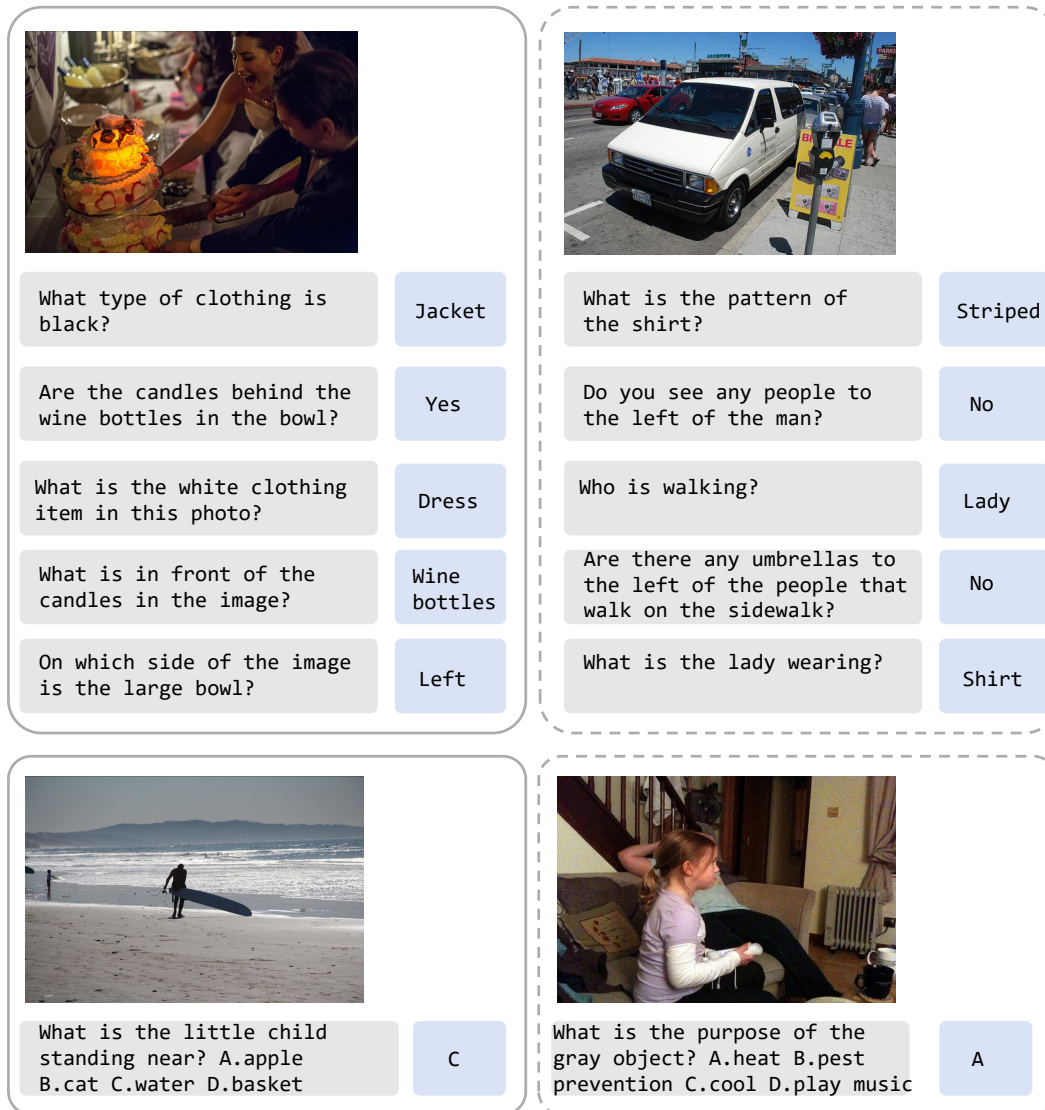 What type of clothing is
black?
Jacket
Are the candles behind the
wine bottles in the bowl?
Yes
What is the white clothing
item in this photo?
Dress
What is in front of the
candles in the image?
Wine
bottles
On which side of the image
is the large bowl?
Left
PARKI
What is the pattern of
the shirt?
Striped
Do you see any people to
the left of the man?
No
Who is walking?
Lady
Are there any umbrellas to
the left of the people that
walk on the sidewalk?
No
What is the lady wearing?
Shirt
What is the little child
standing near? A.apple
B.cat C.water D.basket
C
What is the purpose of the
gray object? A.heat B.pest
prevention C.cool D.play music
A